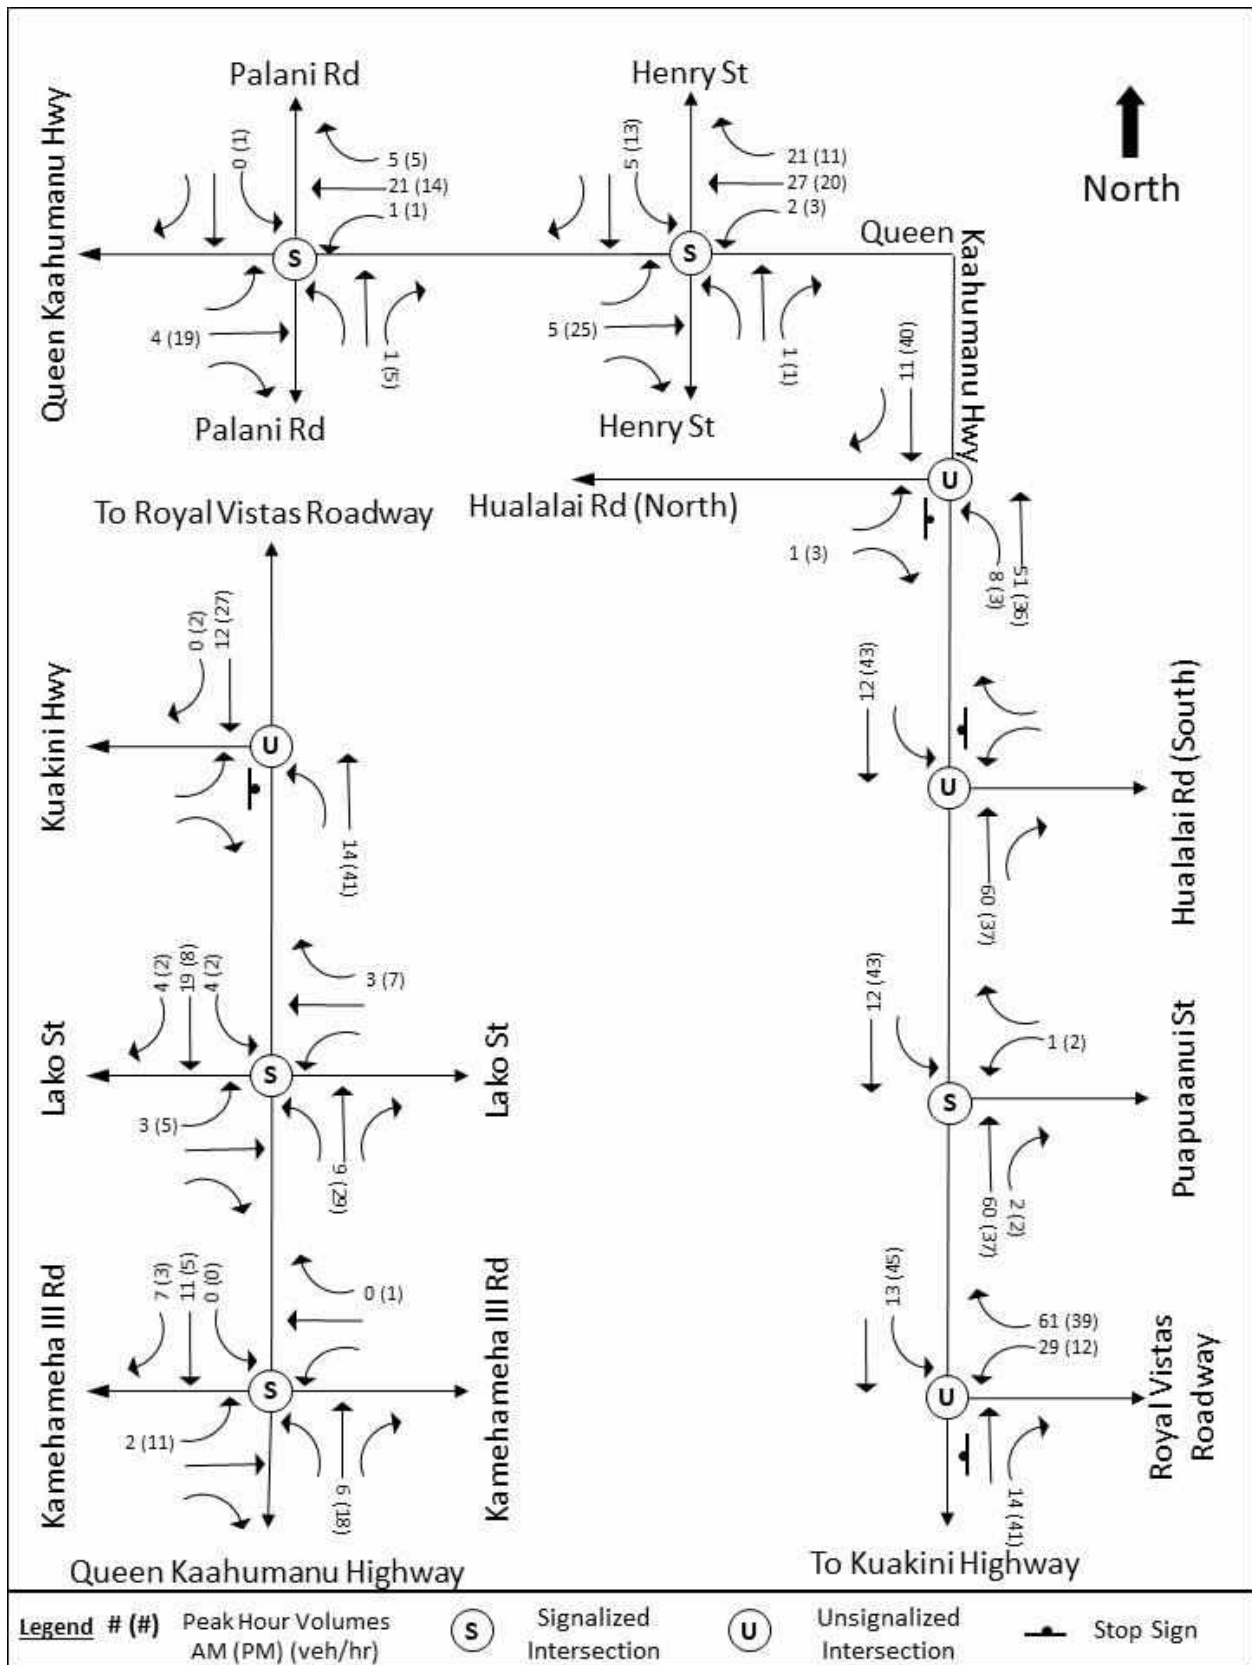 Palani Rd
Henry St
Queen Kaahumanu Hwy
0 (1)
5 (5)
21 (14)
1 (1)
4 (19)
1 (5)
Palani Rd
5 (13)
21 (11)
27 (20)
2 (3)
5 (25)
1 (1)
Henry St
North
Queen
Kaahumanu Hwy
11 (40)
Hualalai Rd (North)
1 (3)
8 (3)
51 (36)
To Royal Vistas Roadway
0 (2)
12 (27)
Kuakini Hwy
14 (41)
12 (43)
60 (37)
Hualalai Rd (South)
4 (2)
19 (8)
4 (2)
3 (7)
Lako St
Lako St
3 (5)
9 (29)
12 (43)
1 (2)
60 (37)
2 (2)
Puapuaanui St
7 (3)
11 (5)
0 (0)
0 (1)
Kamehameha III Rd
Kamehameha III Rd
2 (11)
6 (18)
13 (45)
61 (39)
29 (12)
14 (41)
Royal Vistas
Roadway
Queen Kaahumanu Highway
To Kuakini Highway
S
S
U
U
U
S
S
S
U
Legend # (#)
Peak Hour Volumes
AM (PM) (veh/hr)
S
Signalized
Intersection
U
Unsignalized
Intersection
Stop Sign